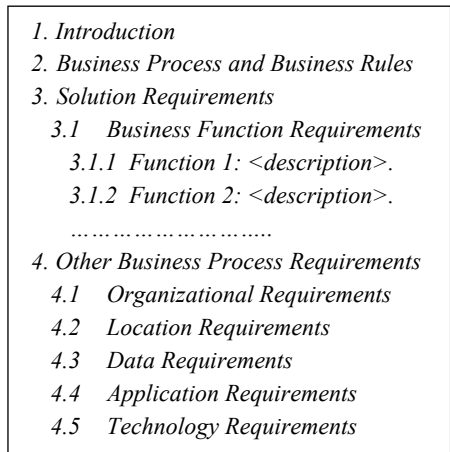 1. Introduction
2. Business Process and Business Rules
3. Solution Requirements
3.1 Business Function Requirements
3.1.1 Function 1: <description>.
3.1.2 Function 2: <description>.
………………………..
4. Other Business Process Requirements
4.1 Organizational Requirements
4.2 Location Requirements
4.3 Data Requirements
4.4 Application Requirements
4.5 Technology Requirements